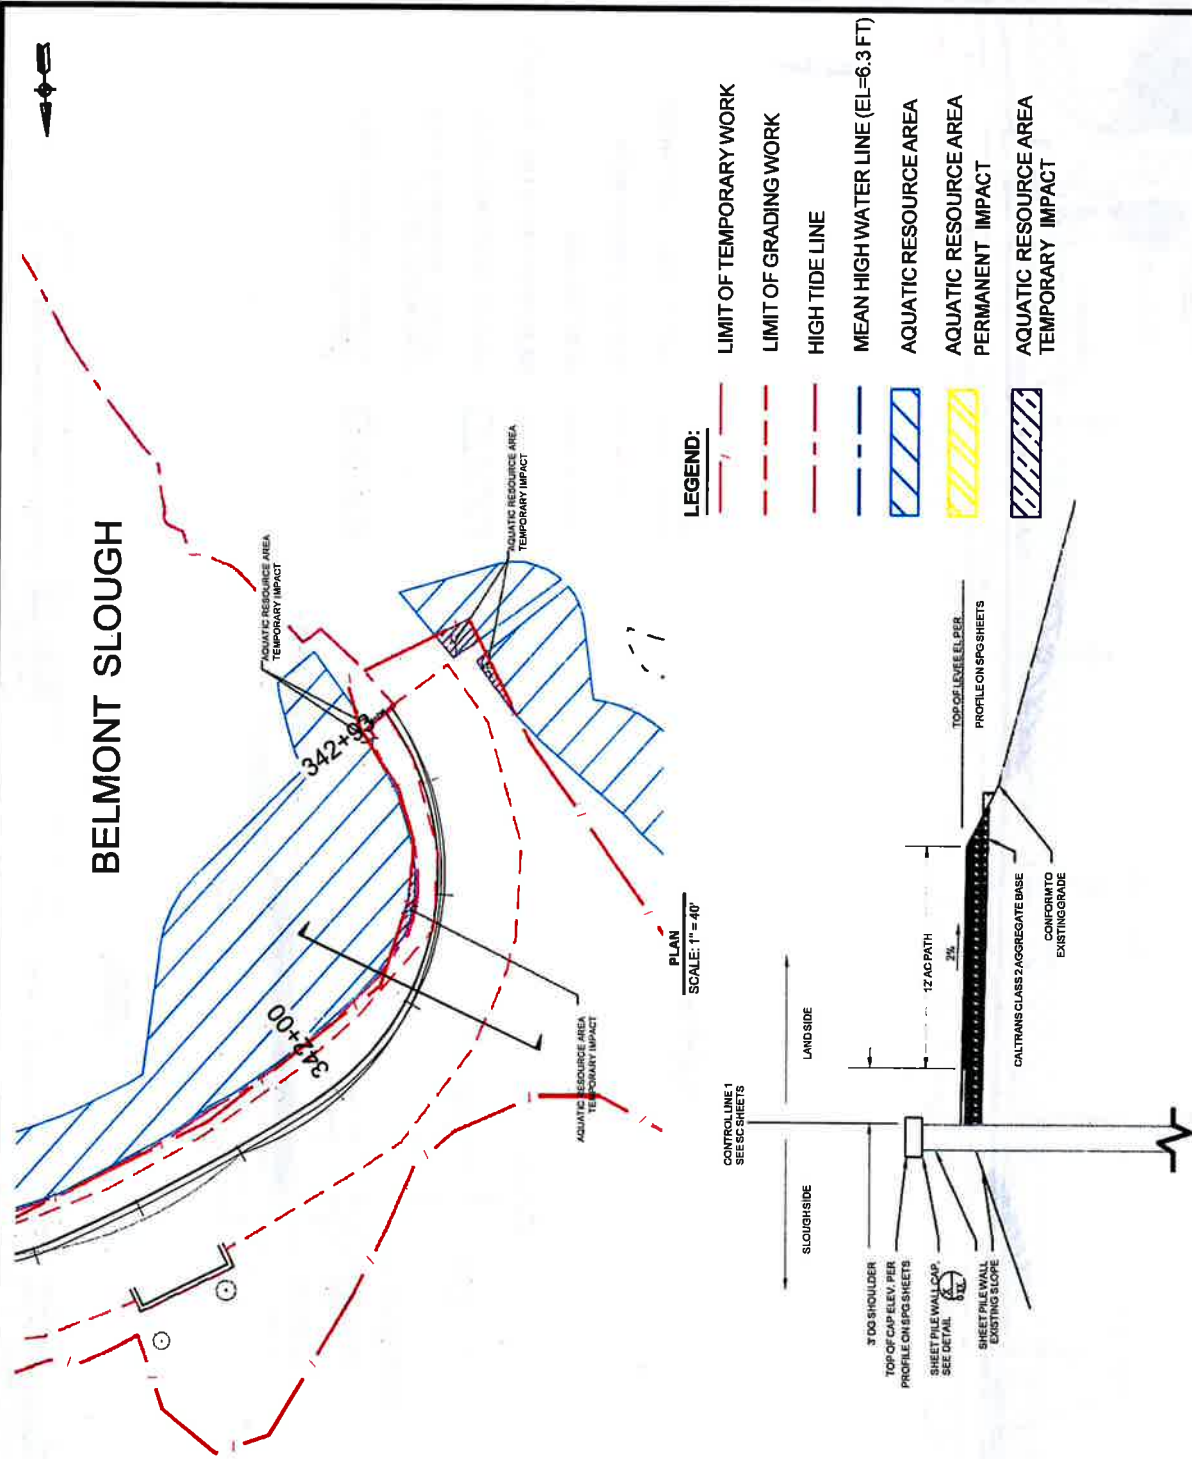 BELMONT SLOUGH
AQUATIC RESOURCE AREA
TEMPORARY IMPACT
AQUATIC RESOURCE AREA
TEMPORARY IMPACT
342+93
342+00
AQUATIC RESOURCE AREA
TEMPORARY IMPACT
PLAN
SCALE: 1" = 40'
LEGEND:
LIMIT OF TEMPORARY WORK
LIMIT OF GRADING WORK
HIGH TIDE LINE
MEAN HIGH WATER LINE (EL=6.3 FT)
AQUATIC RESOURCE AREA
AQUATIC RESOURCE AREA
PERMANENT IMPACT
AQUATIC RESOURCE AREA
TEMPORARY IMPACT
CONTROL LINE 1
SEE SC SHEETS
SLOUGHSIDE
LANDSIDE
3' DG SHOULDER
TOP OF CAP ELEV. PER
PROFILE ON SPG SHEETS
SHEET PILE WALL CAP,
SEE DETAIL
SHEET PILE WALL
EXISTING SLOPE
12' AC PATH
2%
TOP OF LEVEE EL PER
PROFILE ON SPG SHEETS
CALTRANS CLASS 2 AGGREGATE BASE
CONFORM TO
EXISTING GRADE